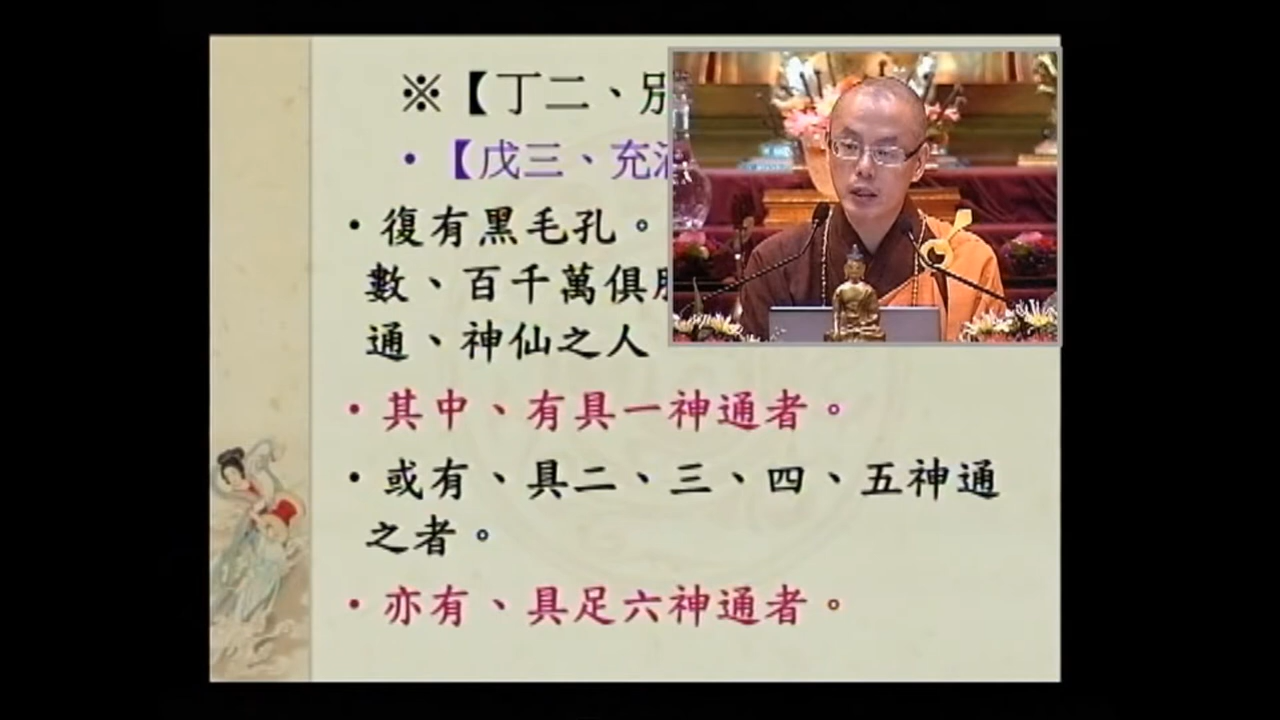 ※【丁二、別
•【戊三、充
• 復有黑毛孔。
數、百千萬俱
通、神仙之人
• 其中、有具一神通者。
• 或有、具二、三、四、五神通
之者。
• 亦有、具足六神通者。